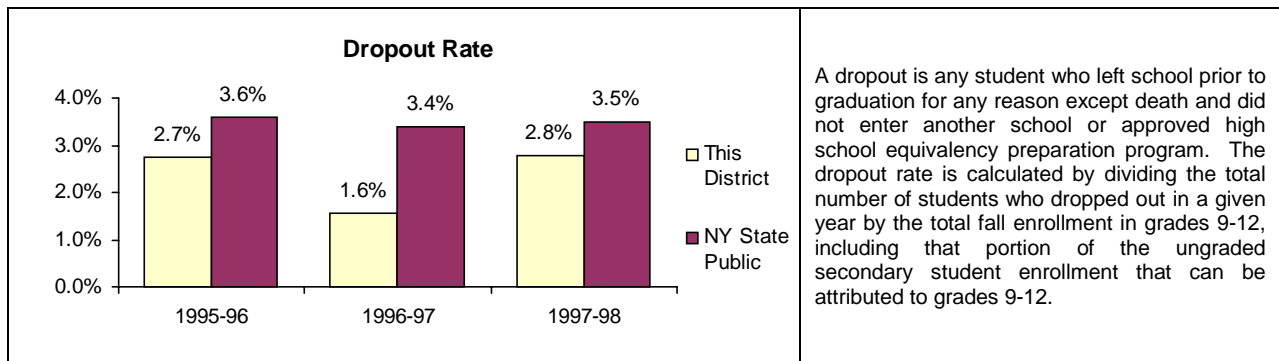 Dropout Rate
4.0%
3.0%
2.0%
1.0%
0.0%
2.7%
3.6%
1.6%
3.4%
2.8%
3.5%
1995-96
1996-97
1997-98
This
District
NY State
Public
A dropout is any student who left school prior to
graduation for any reason except death and did
not enter another school or approved high
school equivalency preparation program. The
dropout rate is calculated by dividing the total
number of students who dropped out in a given
year by the total fall enrollment in grades 9-12,
including that portion of the ungraded
secondary student enrollment that can be
attributed to grades 9-12.